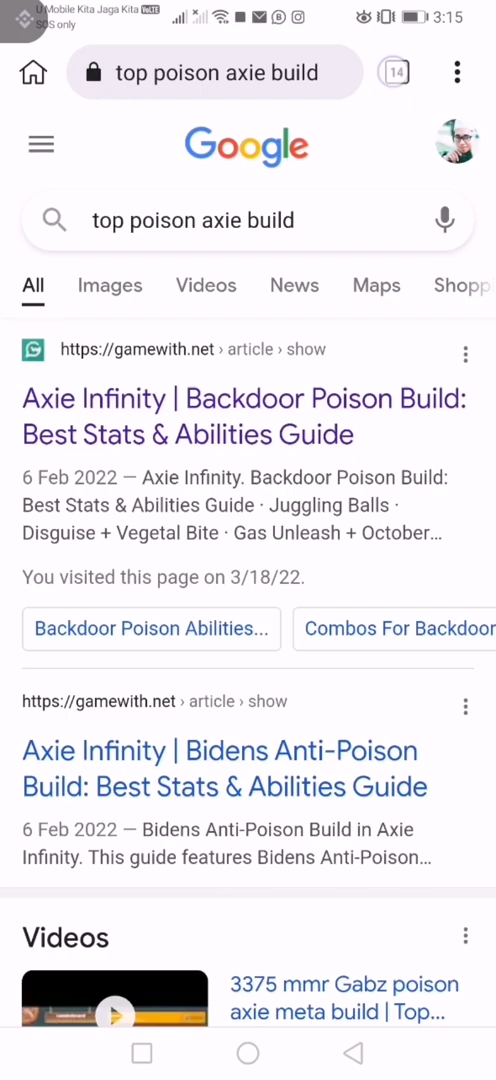 U Mobile Kita Jaga Kita VoLTE
SOS only
3:15
top poison axie build
14
Google
top poison axie build
All Images Videos News Maps Shopp
https://gamewith.net › article › show
Axie Infinity | Backdoor Poison Build:
Best Stats & Abilities Guide
6 Feb 2022 — Axie Infinity. Backdoor Poison Build:
Best Stats & Abilities Guide · Juggling Balls ·
Disguise + Vegetal Bite · Gas Unleash + October...
You visited this page on 3/18/22.
Backdoor Poison Abilities... Combos For Backdoor
https://gamewith.net › article › show
Axie Infinity | Bidens Anti-Poison
Build: Best Stats & Abilities Guide
6 Feb 2022 — Bidens Anti-Poison Build in Axie
Infinity. This guide features Bidens Anti-Poison...
Videos
3375 mmr Gabz poison
axie meta build | Top...